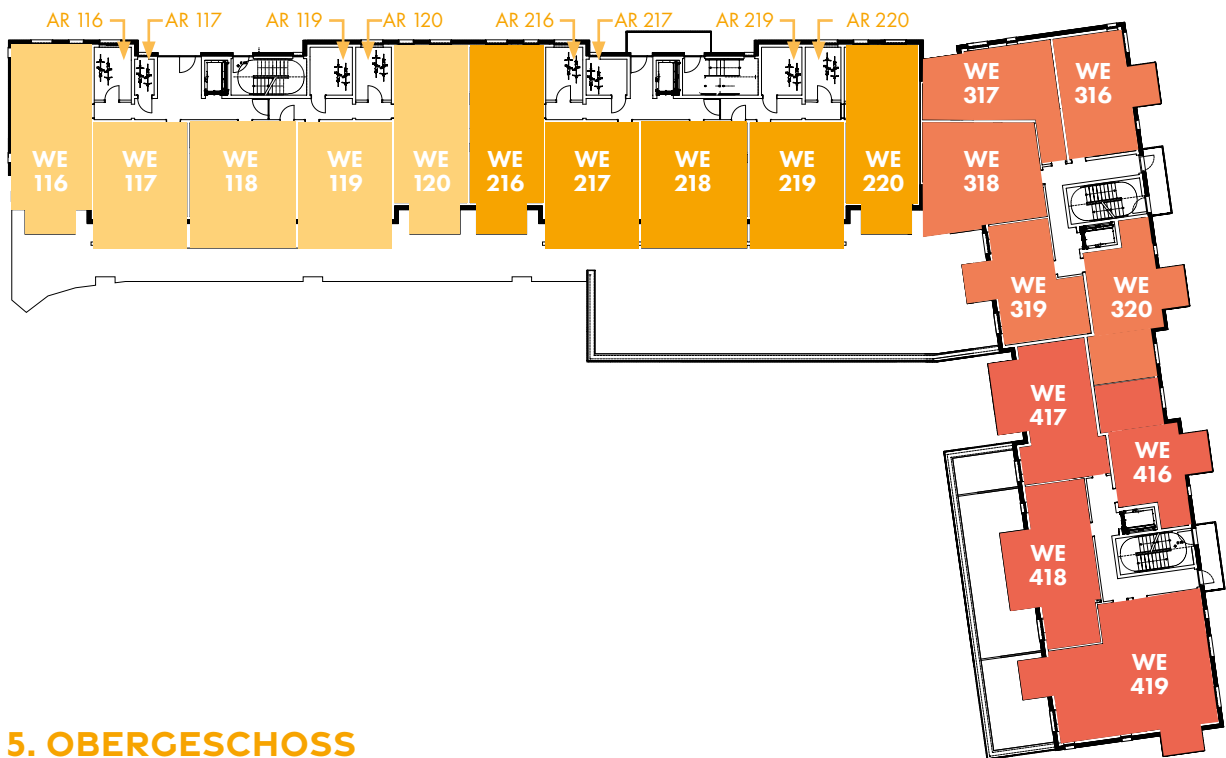 AR 116
AR 117
AR 119
AR 120
AR 216
AR 217
AR 219
AR 220
WE
116
WE
117
WE
118
WE
119
WE
120
WE
216
WE
217
WE
218
WE
219
WE
220
WE
317
WE
316
WE
318
WE
319
WE
320
WE
417
WE
416
WE
418
WE
419
5. OBERGESCHOSS